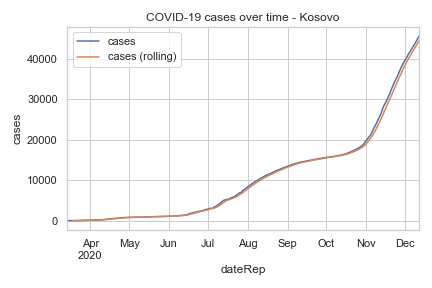 COVID-19 cases over time - Kosovo
cases
cases (rolling)
40000
30000
20000
10000
0
cases
Apr May Jun Jul Aug Sep Oct Nov Dec
2020
dateRep